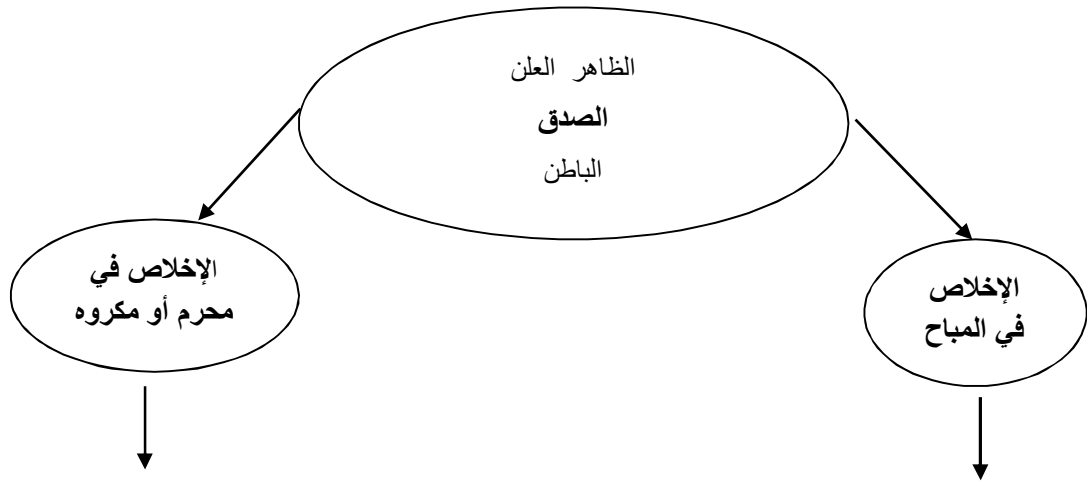 الظاهر العلن
الصدق
الباطن
الإخلاص
في المباح
الإخلاص في
محرم أو مكروه